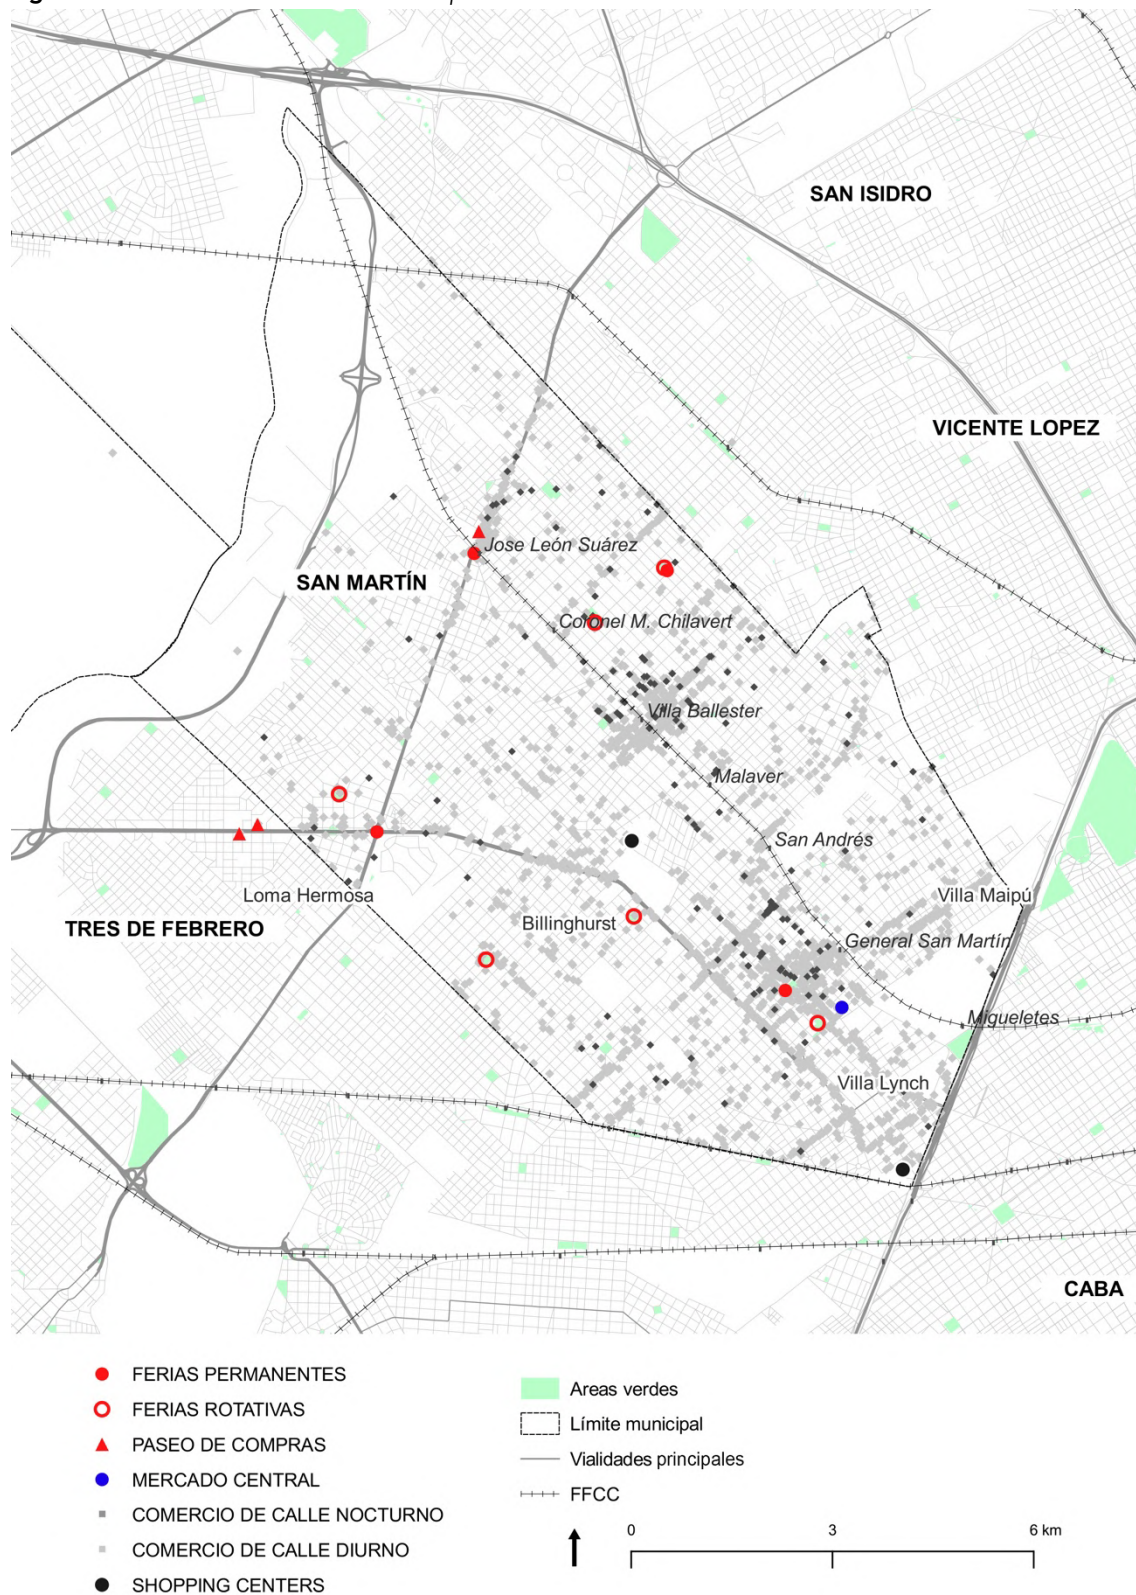 SAN ISIDRO
VICENTE LOPEZ
Jose León Suárez
SAN MARTÍN
Coronel M. Chilavert
Villa Ballester
Malaver
San Andrés
Loma Hermosa
Villa Maipú
TRES DE FEBRERO
Billinghurst
General San Martín
Migueletes
Villa Lynch
CABA
FERIAS PERMANENTES
FERIAS ROTATIVAS
PASEO DE COMPRAS
MERCADO CENTRAL
COMERCIO DE CALLE NOCTURNO
COMERCIO DE CALLE DIURNO
SHOPPING CENTERS
Areas verdes
Límite municipal
Vialidades principales
FFCC
0 3 6 km